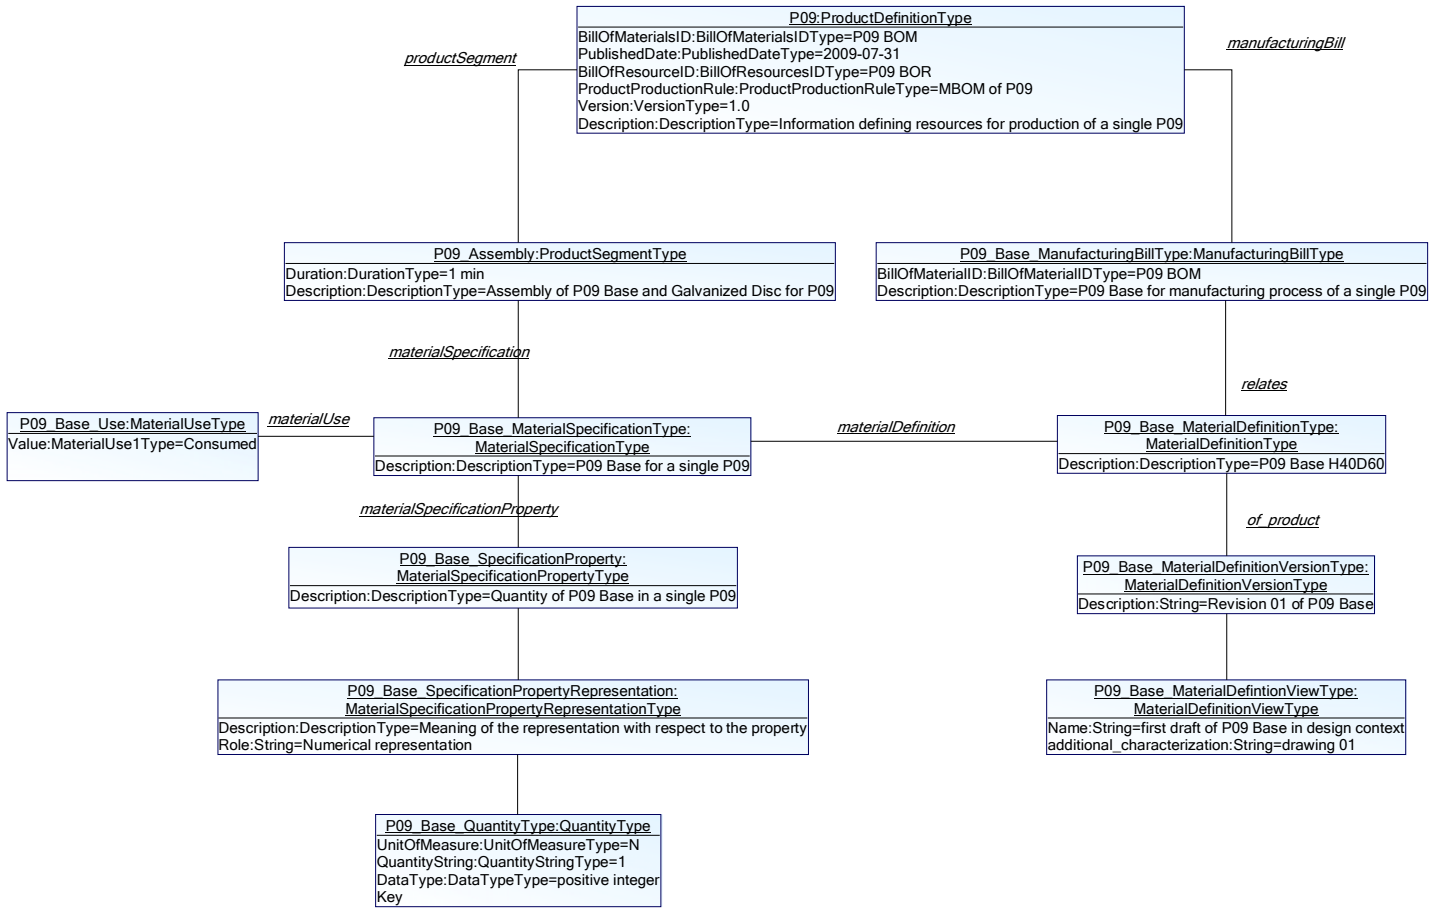 P09:ProductDefinitionType
BillOfMaterialsID:BillOfMaterialsIDType=P09 BOM
PublishedDate:PublishedDateType=2009-07-31
BillOfResourceID:BillOfResourcesIDType=P09 BOR
ProductProductionRule:ProductProductionRuleType=MBOM of P09
Version:VersionType=1.0
Description:DescriptionType=Information defining resources for production of a single P09
productSegment
manufacturingBill
P09_Assembly:ProductSegmentType
Duration:DurationType=1 min
Description:DescriptionType=Assembly of P09 Base and Galvanized Disc for P09
P09_Base_ManufacturingBillType:ManufacturingBillType
BillOfMaterialID:BillOfMaterialIDType=P09 BOM
Description:DescriptionType=P09 Base for manufacturing process of a single P09
materialSpecification
relates
P09_Base_Use:MaterialUseType
Value:MaterialUse1Type=Consumed
materialUse
P09_Base_MaterialSpecificationType:
MaterialSpecificationType
Description:DescriptionType=P09 Base for a single P09
materialDefinition
P09_Base_MaterialDefinitionType:
MaterialDefinitionType
Description:DescriptionType=P09 Base H40D60
materialSpecificationProperty
of_product
P09_Base_SpecificationProperty:
MaterialSpecificationPropertyType
Description:DescriptionType=Quantity of P09 Base in a single P09
P09_Base_MaterialDefinitionVersionType:
MaterialDefinitionVersionType
Description:String=Revision 01 of P09 Base
P09_Base_SpecificationPropertyRepresentation:
MaterialSpecificationPropertyRepresentationType
Description:DescriptionType=Meaning of the representation with respect to the property
Role:String=Numerical representation
P09_Base_MaterialDefintionViewType:
MaterialDefinitionViewType
Name:String=first draft of P09 Base in design context
additional_characterization:String=drawing 01
P09_Base_QuantityType:QuantityType
UnitOfMeasure:UnitOfMeasureType=N
QuantityString:QuantityStringType=1
DataType:DataTypeType=positive integer
Key